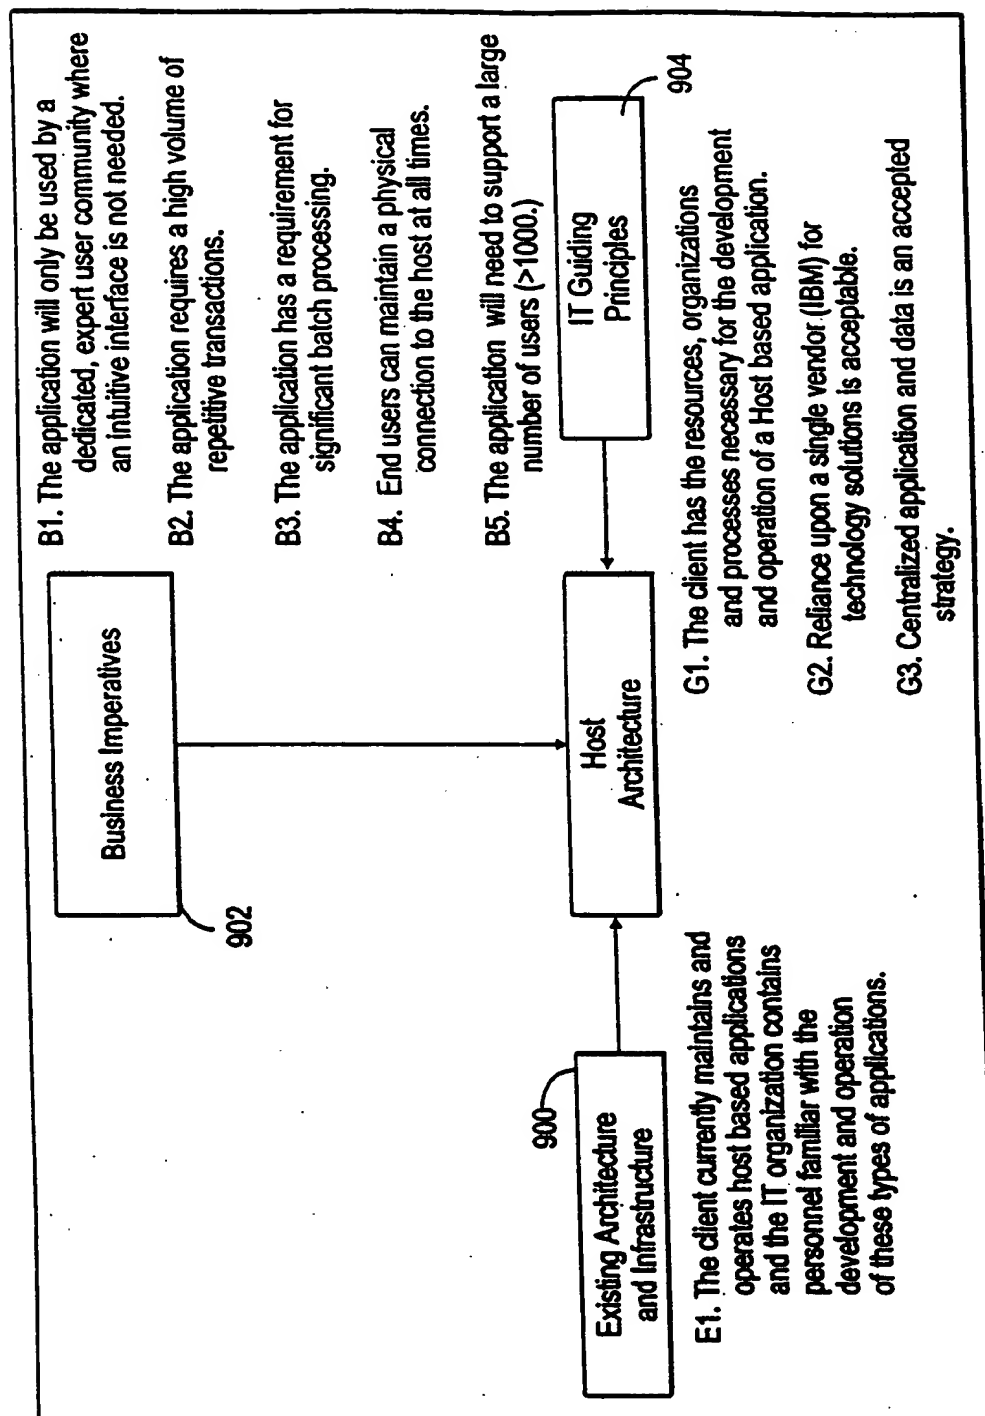 Business Imperatives
902
B1. The application will only be used by a
dedicated, expert user community where
an intuitive interface is not needed.
B2. The application requires a high volume of
repetitive transactions.
B3. The application has a requirement for
significant batch processing.
B4. End users can maintain a physical
connection to the host at all times.
B5. The application will need to support a large
number of users (>1000.)
900
Existing Architecture
and Infrastructure
Host
Architecture
IT Guiding
Principles
904
E1. The client currently maintains and
operates host based applications
and the IT organization contains
personnel familiar with the
development and operation
of these types of applications.
G1. The client has the resources, organizations
and processes necessary for the development
and operation of a Host based application.
G2. Reliance upon a single vendor (IBM) for
technology solutions is acceptable.
G3. Centralized application and data is an accepted
strategy.